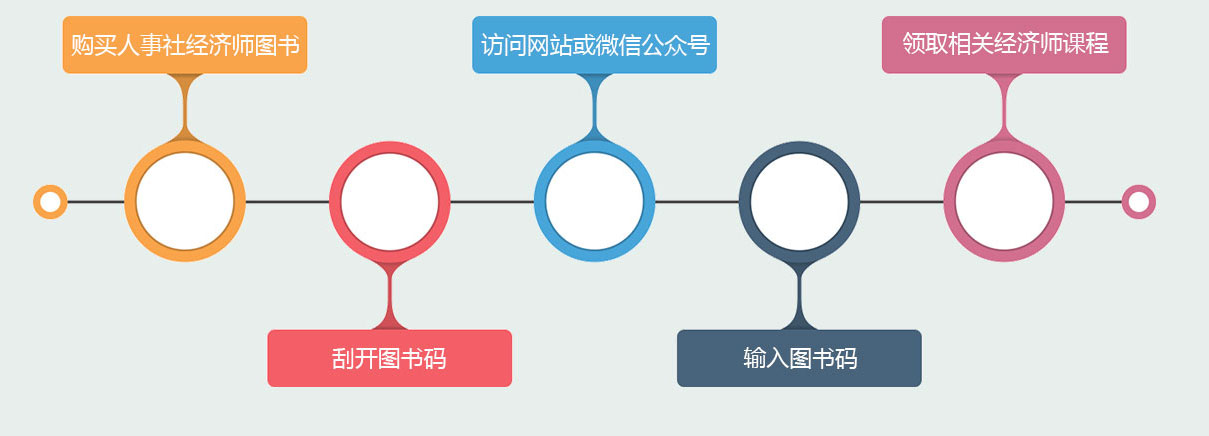 购买人事社经济师图书
刮开图书码
访问网站或微信公众号
输入图书码
领取相关经济师课程